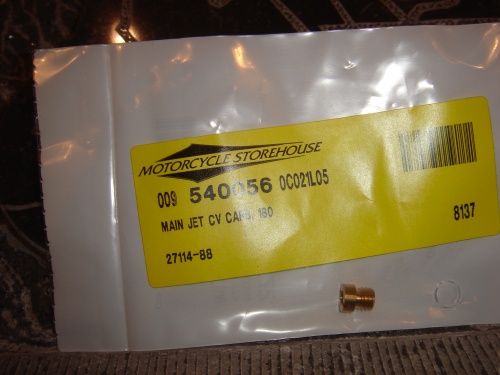 MOTORCYCLE STOREHOUSE
009 540056 0C021L05
MAIN JET CV CARB. 180
8137
27114-88